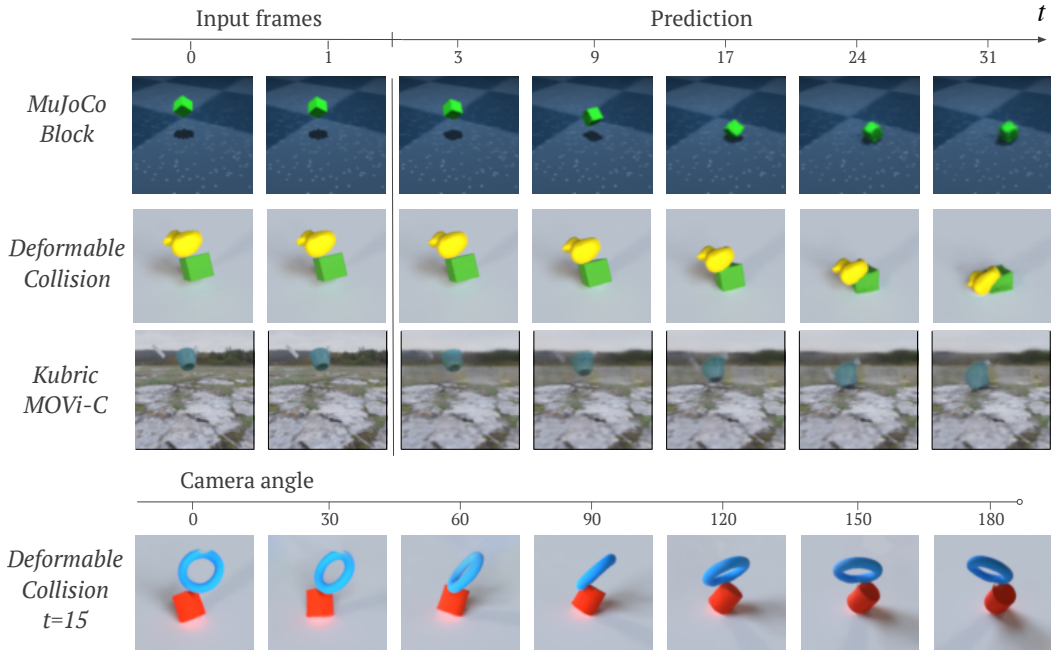 Input frames Prediction t
0 1 3 9 17 24 31
MuJoCo
Block
Deformable
Collision
Kubric
MOVi-C
Camera angle
0 30 60 90 120 150 180
Deformable
Collision
t=15